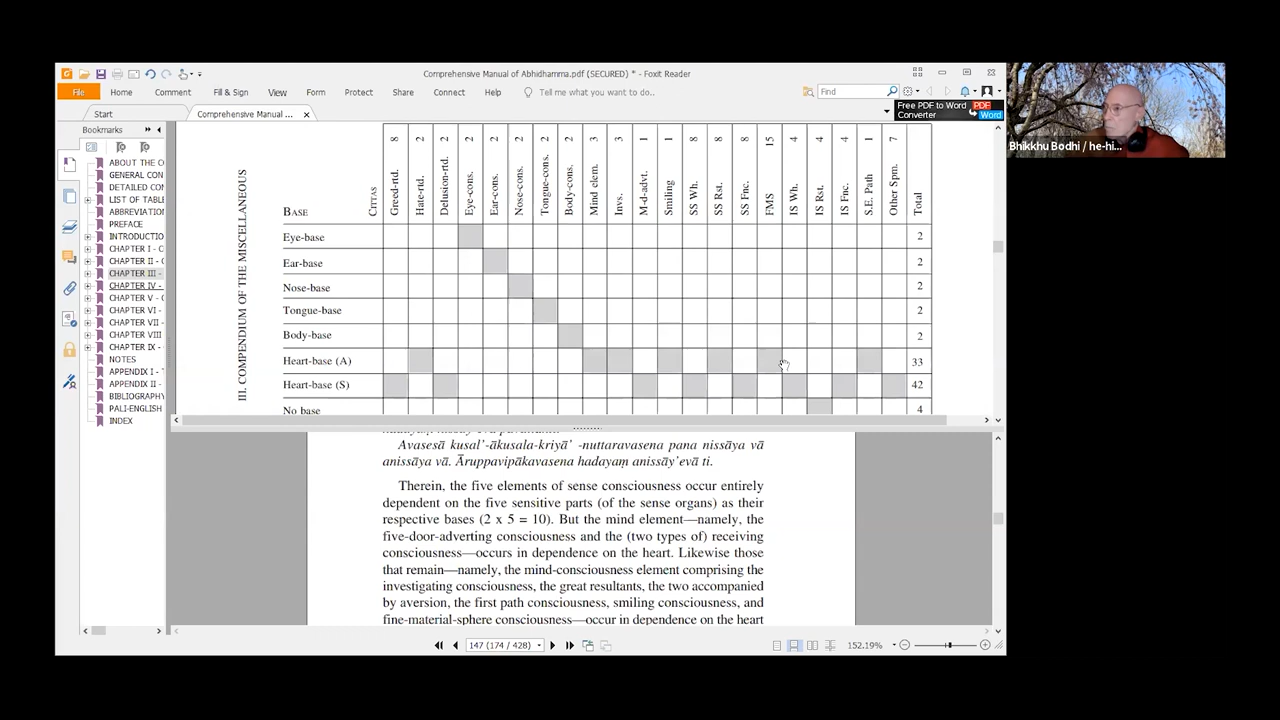 Comprehensive Manual of Abhidhamma.pdf (SECURED) * - Foxit Reader
File Home Comment Fill & Sign View Form Protect Share Connect Help Tell me what you want to do... Find
Free PDF to Word Converter PDF Word
Start Comprehensive Manual ...
Bookmarks
ABOUT THE C
GENERAL CON
DETAILED CON
LIST OF TABLE
ABBREVIATION
PREFACE
INTRODUCTIO
CHAPTER I - C
CHAPTER II - C
CHAPTER III -
CHAPTER IV -
CHAPTER V - C
CHAPTER VI -
CHAPTER VII -
CHAPTER VIII
CHAPTER IX -
NOTES
APPENDIX I - T
APPENDIX II -
BIBLIOGRAPHY
PALI-ENGLISH
INDEX
III. COMPENDIUM OF THE MISCELLANEOUS
8 2 2 2 2 2 2 2 3 3 1 1 8 8 8 15 4 4 4 1 7
BASE CITTAS Greed-rtd. Hate-rtd. Delusion-rtd. Eye-cons. Ear-cons. Nose-cons. Tongue-cons. Body-cons. Mind elem. Invs. M-d-advt. Smiling SS Wh. SS Rst. SS Fnc. FMS IS Wh. IS Rst. IS Fnc. S.E. Path Other Spm. Total
Eye-base 2
Ear-base 2
Nose-base 2
Tongue-base 2
Body-base 2
Heart-base (A) 33
Heart-base (S) 42
No base 4
Avasesā kusal'-ākusala-kriyā' -nuttaravasena pana nissāya vā
anissāya vā. Āruppavipākavasena hadayaṃ anissāy'evā ti.
Therein, the five elements of sense consciousness occur entirely
dependent on the five sensitive parts (of the sense organs) as their
respective bases (2 x 5 = 10). But the mind element—namely, the
five-door-adverting consciousness and the (two types of) receiving
consciousness—occurs in dependence on the heart. Likewise those
that remain—namely, the mind-consciousness element comprising the
investigating consciousness, the great resultants, the two accompanied
by aversion, the first path consciousness, smiling consciousness, and
fine-material-sphere consciousness—occur in dependence on the heart
147 (174 / 428) 152.19%
Bhikkhu Bodhi / he-hi...